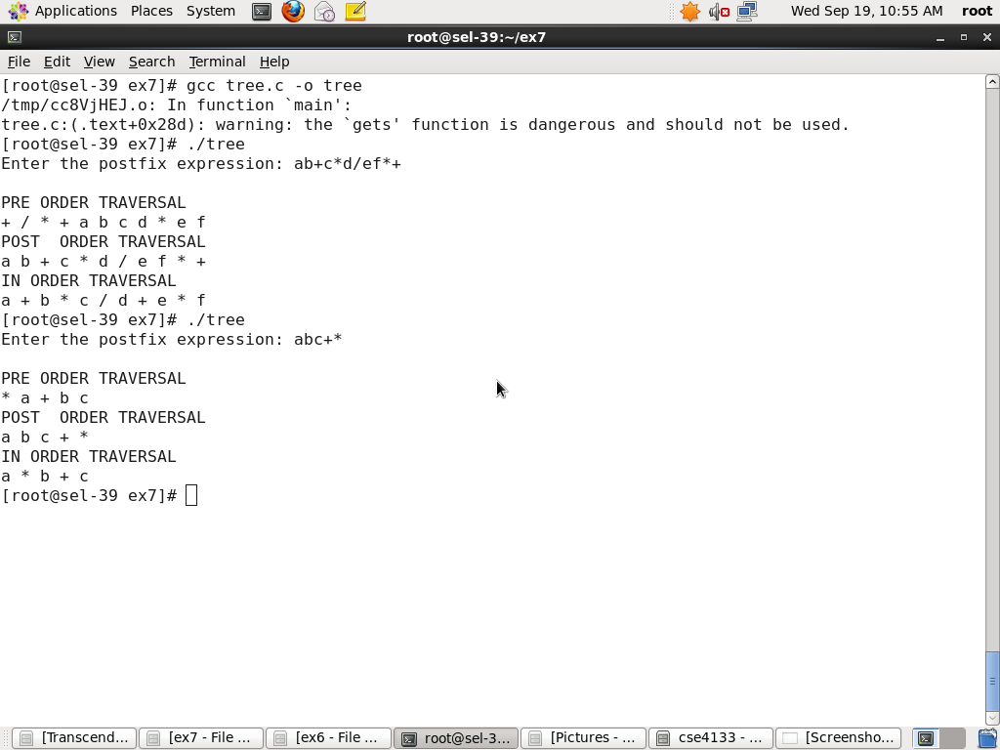 Applications Places System Wed Sep 19, 10:55 AM root
root@sel-39:~/ex7
File Edit View Search Terminal Help
[root@sel-39 ex7]# gcc tree.c -o tree
/tmp/cc8VjHEJ.o: In function `main':
tree.c:(.text+0x28d): warning: the `gets' function is dangerous and should not be used.
[root@sel-39 ex7]# ./tree
Enter the postfix expression: ab+c*d/ef*+
PRE ORDER TRAVERSAL
+ / * + a b c d * e f
POST  ORDER TRAVERSAL
a b + c * d / e f * +
IN ORDER TRAVERSAL
a + b * c / d + e * f
[root@sel-39 ex7]# ./tree
Enter the postfix expression: abc+*
PRE ORDER TRAVERSAL
* a + b c
POST  ORDER TRAVERSAL
a b c + *
IN ORDER TRAVERSAL
a * b + c
[root@sel-39 ex7]#
[Transcend... [ex7 - File ... [ex6 - File ... root@sel-3... [Pictures - ... cse4133 - ... [Screensho...